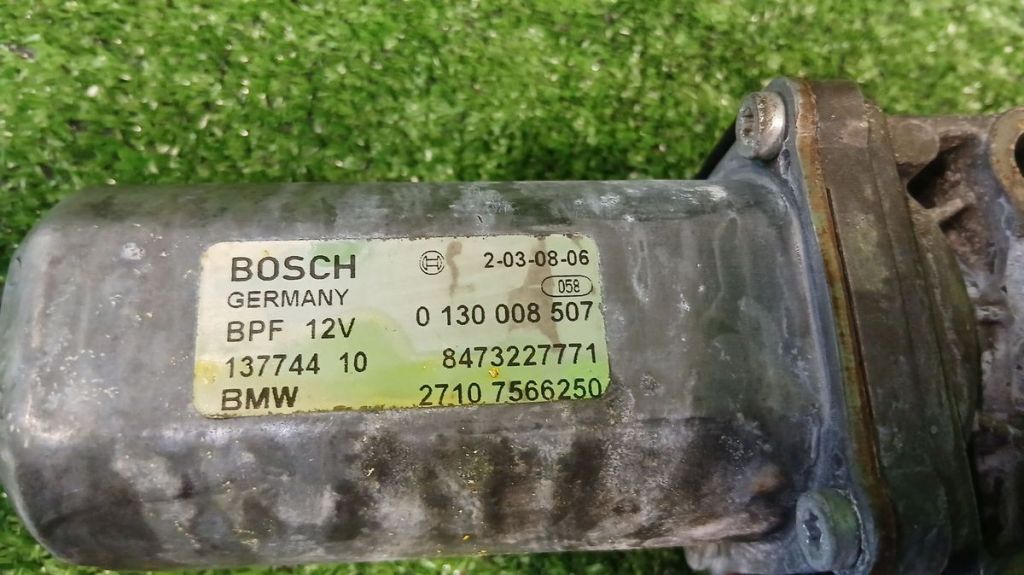 BOSCH 2-03-08-06
GERMANY 058
BPF 12V 0 130 008 507
137744 10 8473227771
BMW 2710 7566250